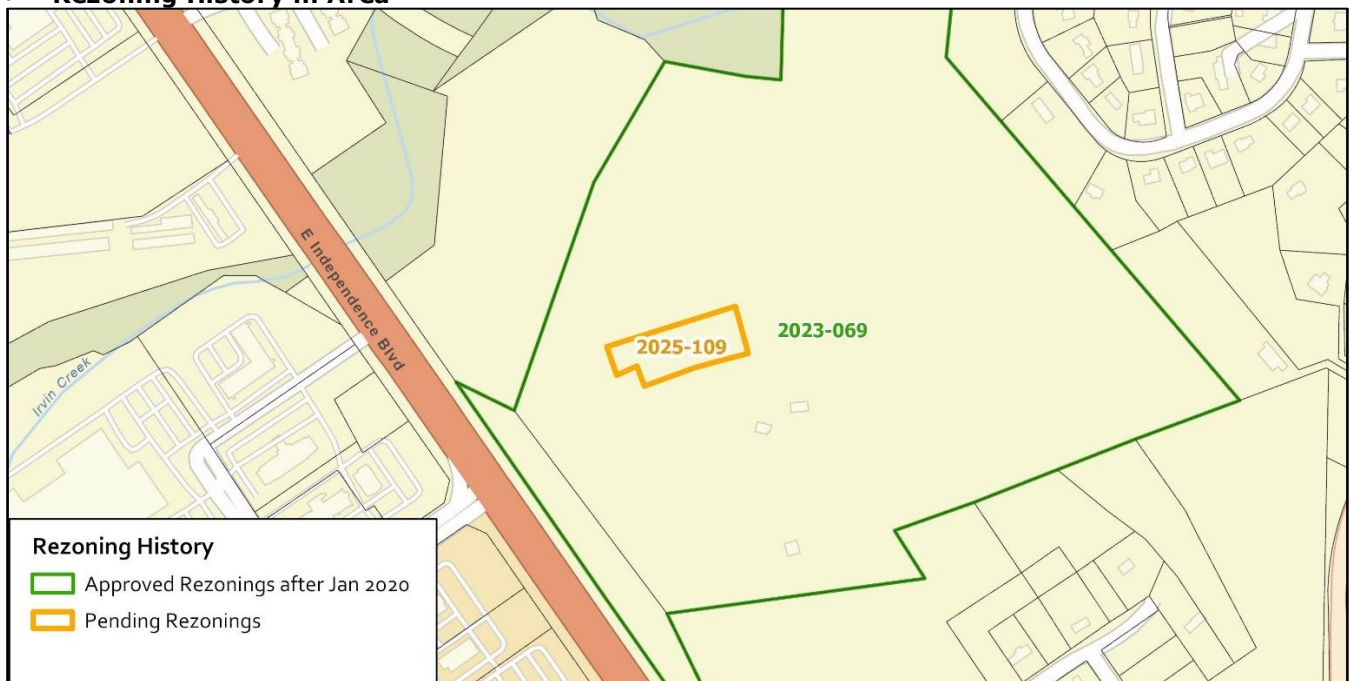 Rezoning History in Area
E Independence Blvd
Irvin Creek
2025-109
2023-069
Rezoning History
Approved Rezonings after Jan 2020
Pending Rezonings